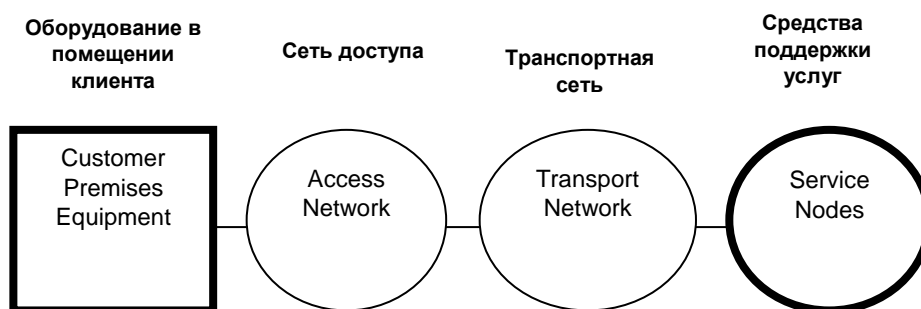 Оборудование в
помещении
клиента
Сеть доступа
Транспортная
сеть
Средства
поддержки
услуг
Customer
Premises
Equipment
Access
Network
Transport
Network
Service
Nodes